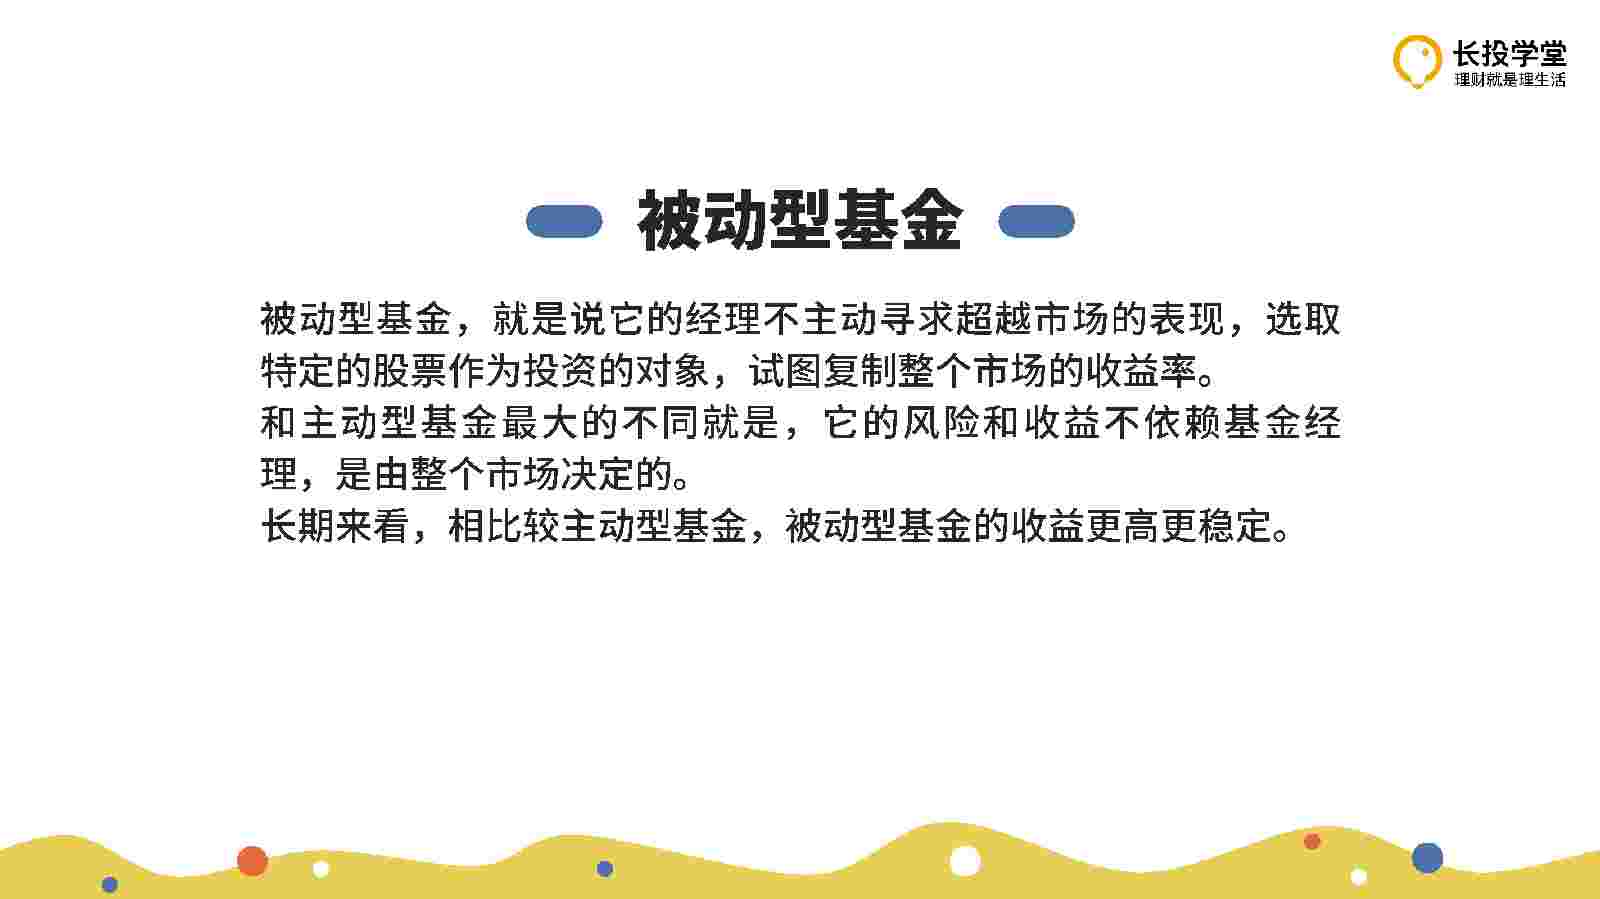 长投学堂
理财就是理生活
被动型基金
被动型基金，就是说它的经理不主动寻求超越市场的表现，选取
特定的股票作为投资的对象，试图复制整个市场的收益率。
和主动型基金最大的不同就是，它的风险和收益不依赖基金经
理，是由整个市场决定的。
长期来看，相比较主动型基金，被动型基金的收益更高更稳定。